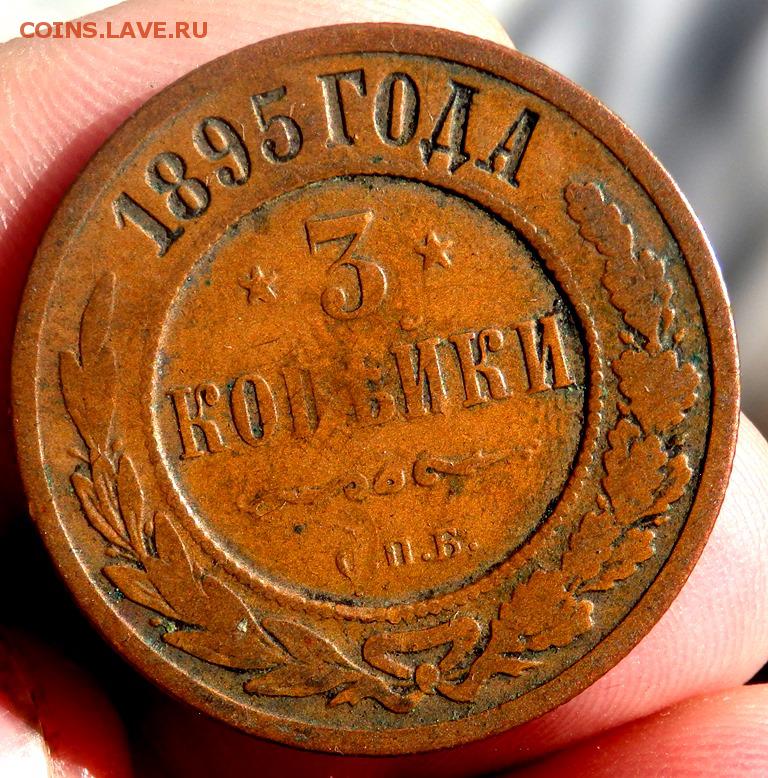 COINS.LAVE.RU
1895 ГОДА
3
КОПѢЙКИ
С.П.Б.